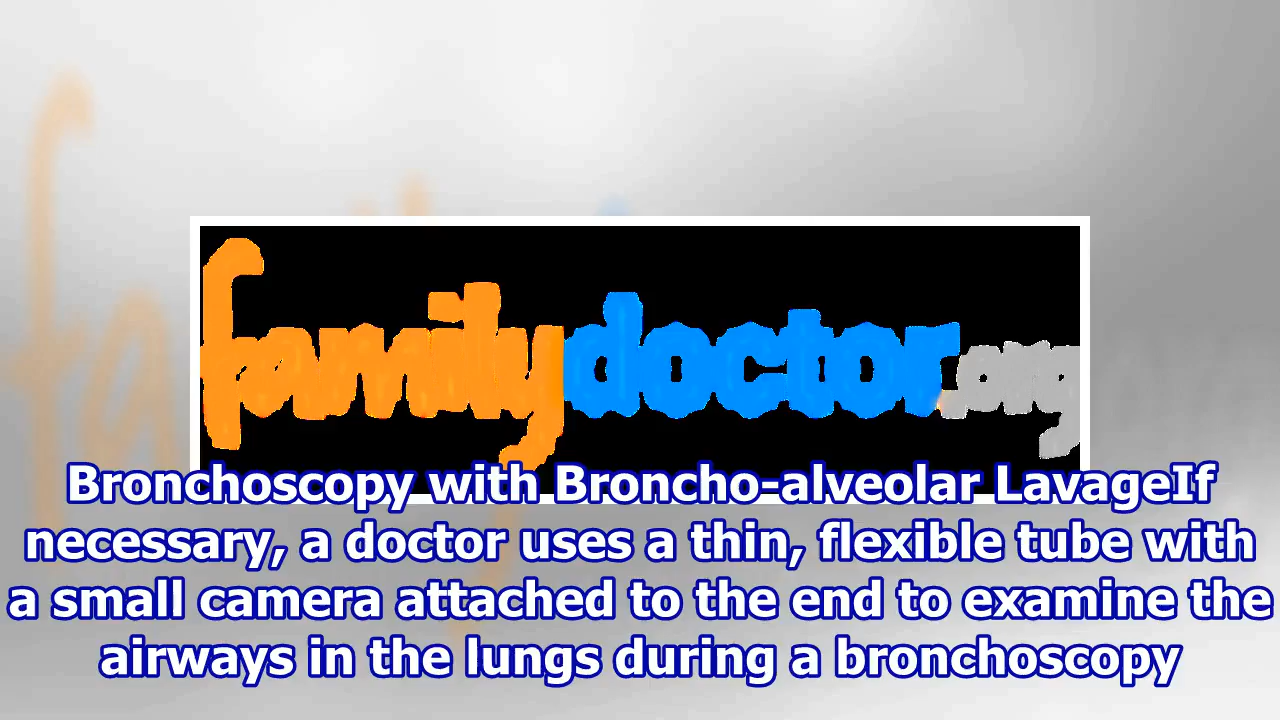 familydoctor.org
Bronchoscopy with Broncho-alveolar LavageIf
necessary, a doctor uses a thin, flexible tube with
a small camera attached to the end to examine the
airways in the lungs during a bronchoscopy